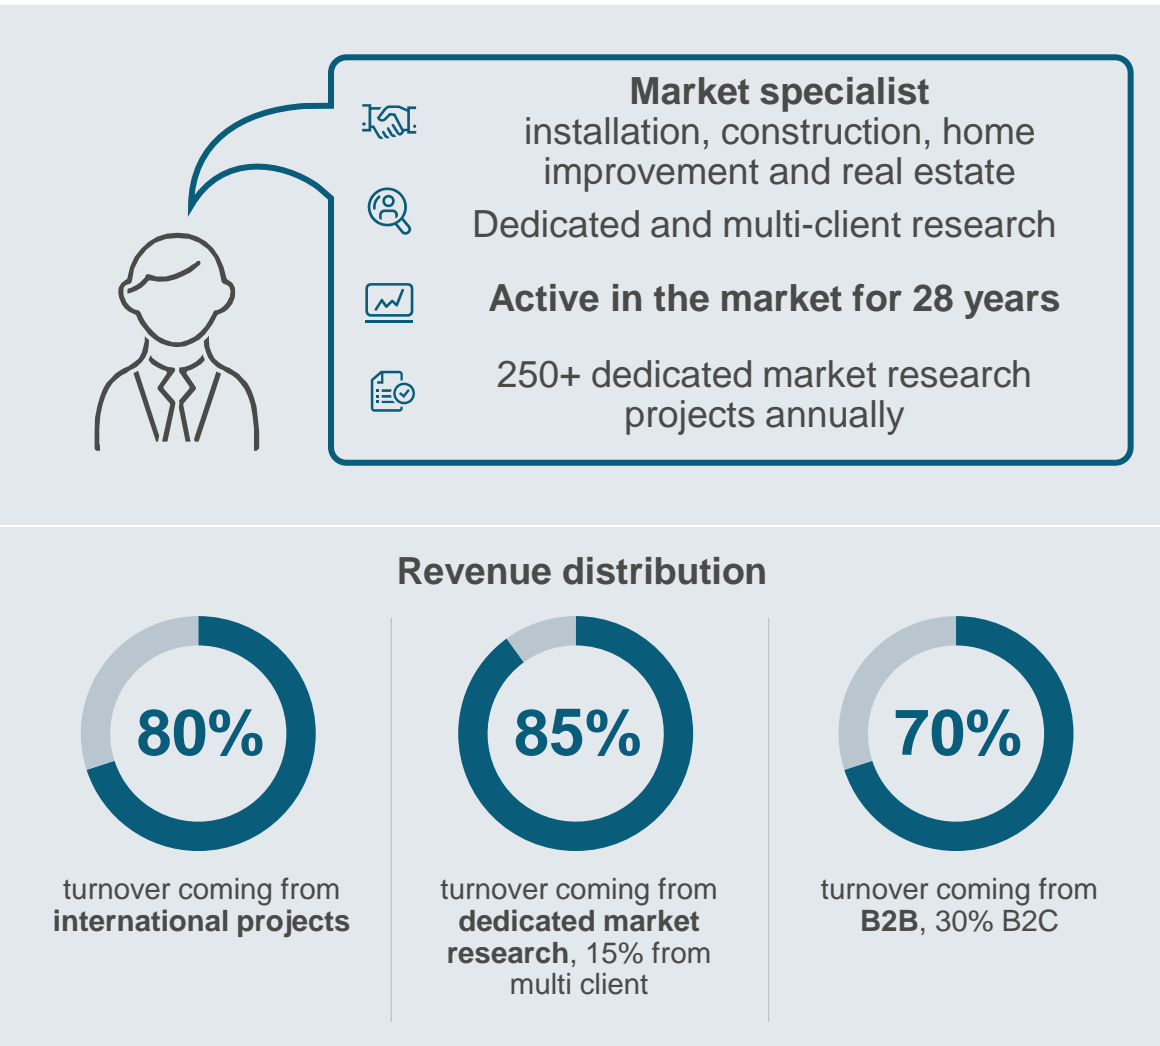 Market specialist
installation, construction, home
improvement and real estate
Dedicated and multi-client research
Active in the market for 28 years
250+ dedicated market research
projects annually
Revenue distribution
80%
turnover coming from
international projects
85%
turnover coming from
dedicated market
research, 15% from
multi client
70%
turnover coming from
B2B, 30% B2C